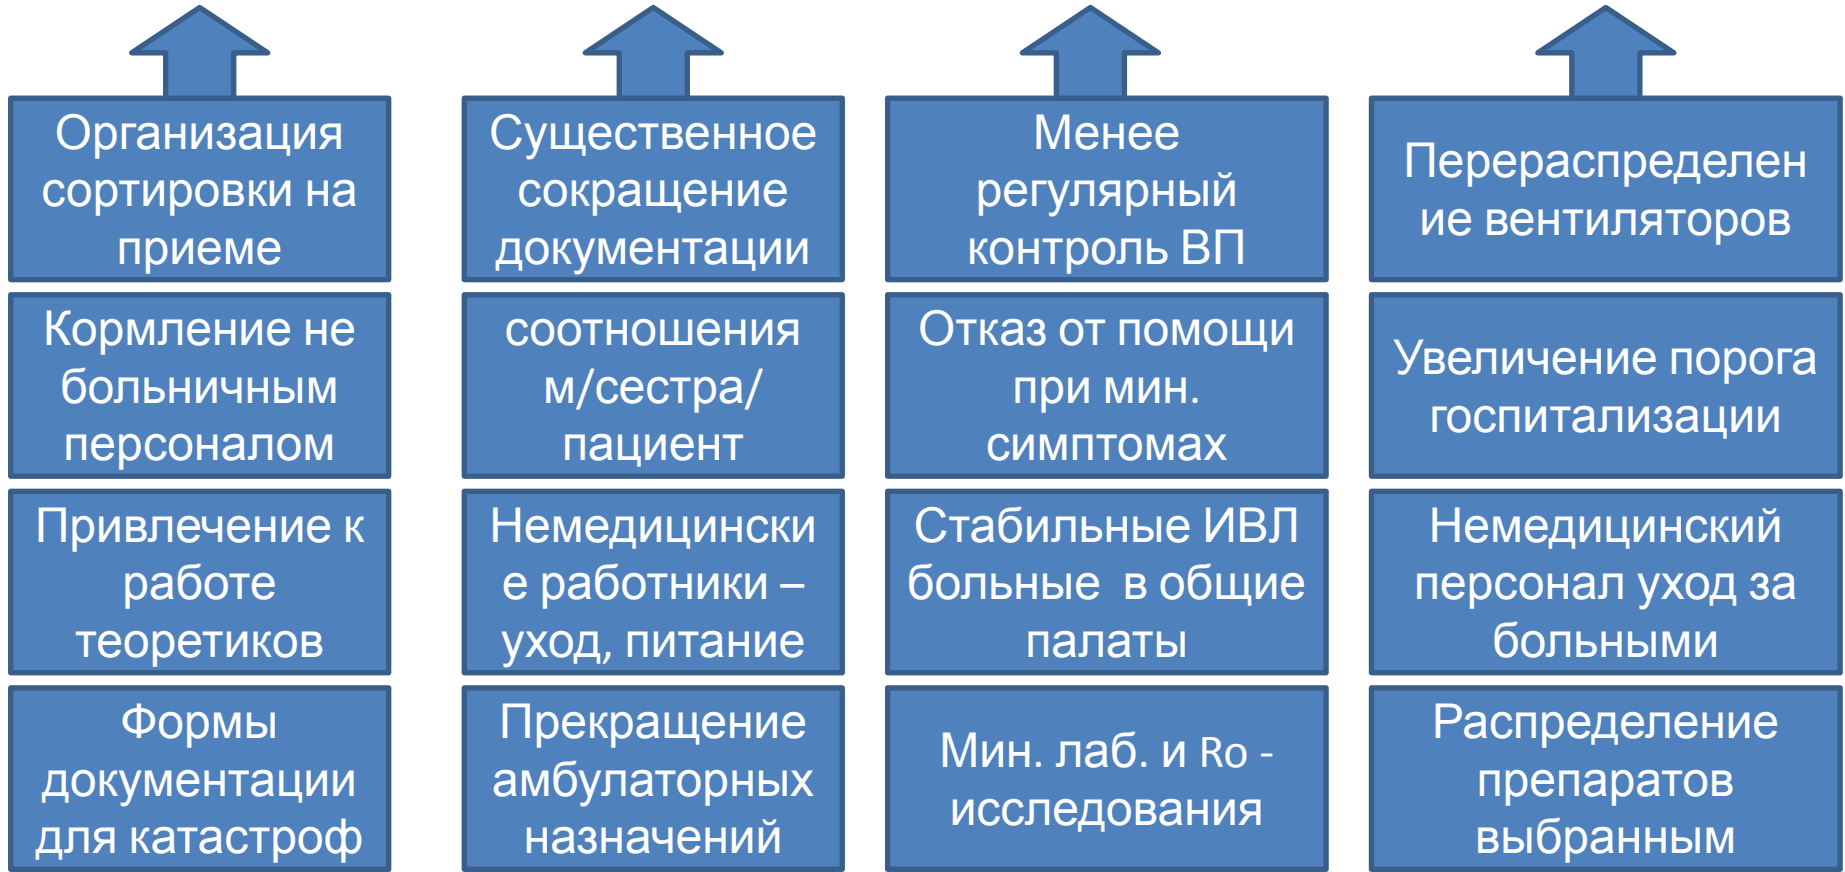 Организация
сортировки на
приеме
Кормление не
больничным
персоналом
Привлечение к
работе
теоретиков
Формы
документации
для катастроф
Существенное
сокращение
документации
соотношения
м/сестра/
пациент
Немедицински
е работники –
уход, питание
Прекращение
амбулаторных
назначений
Менее
регулярный
контроль ВП
Отказ от помощи
при мин.
симптомах
Стабильные ИВЛ
больные в общие
палаты
Мин. лаб. и Ro -
исследования
Перераспределен
ие вентиляторов
Увеличение порога
госпитализации
Немедицинский
персонал уход за
больными
Распределение
препаратов
выбранным